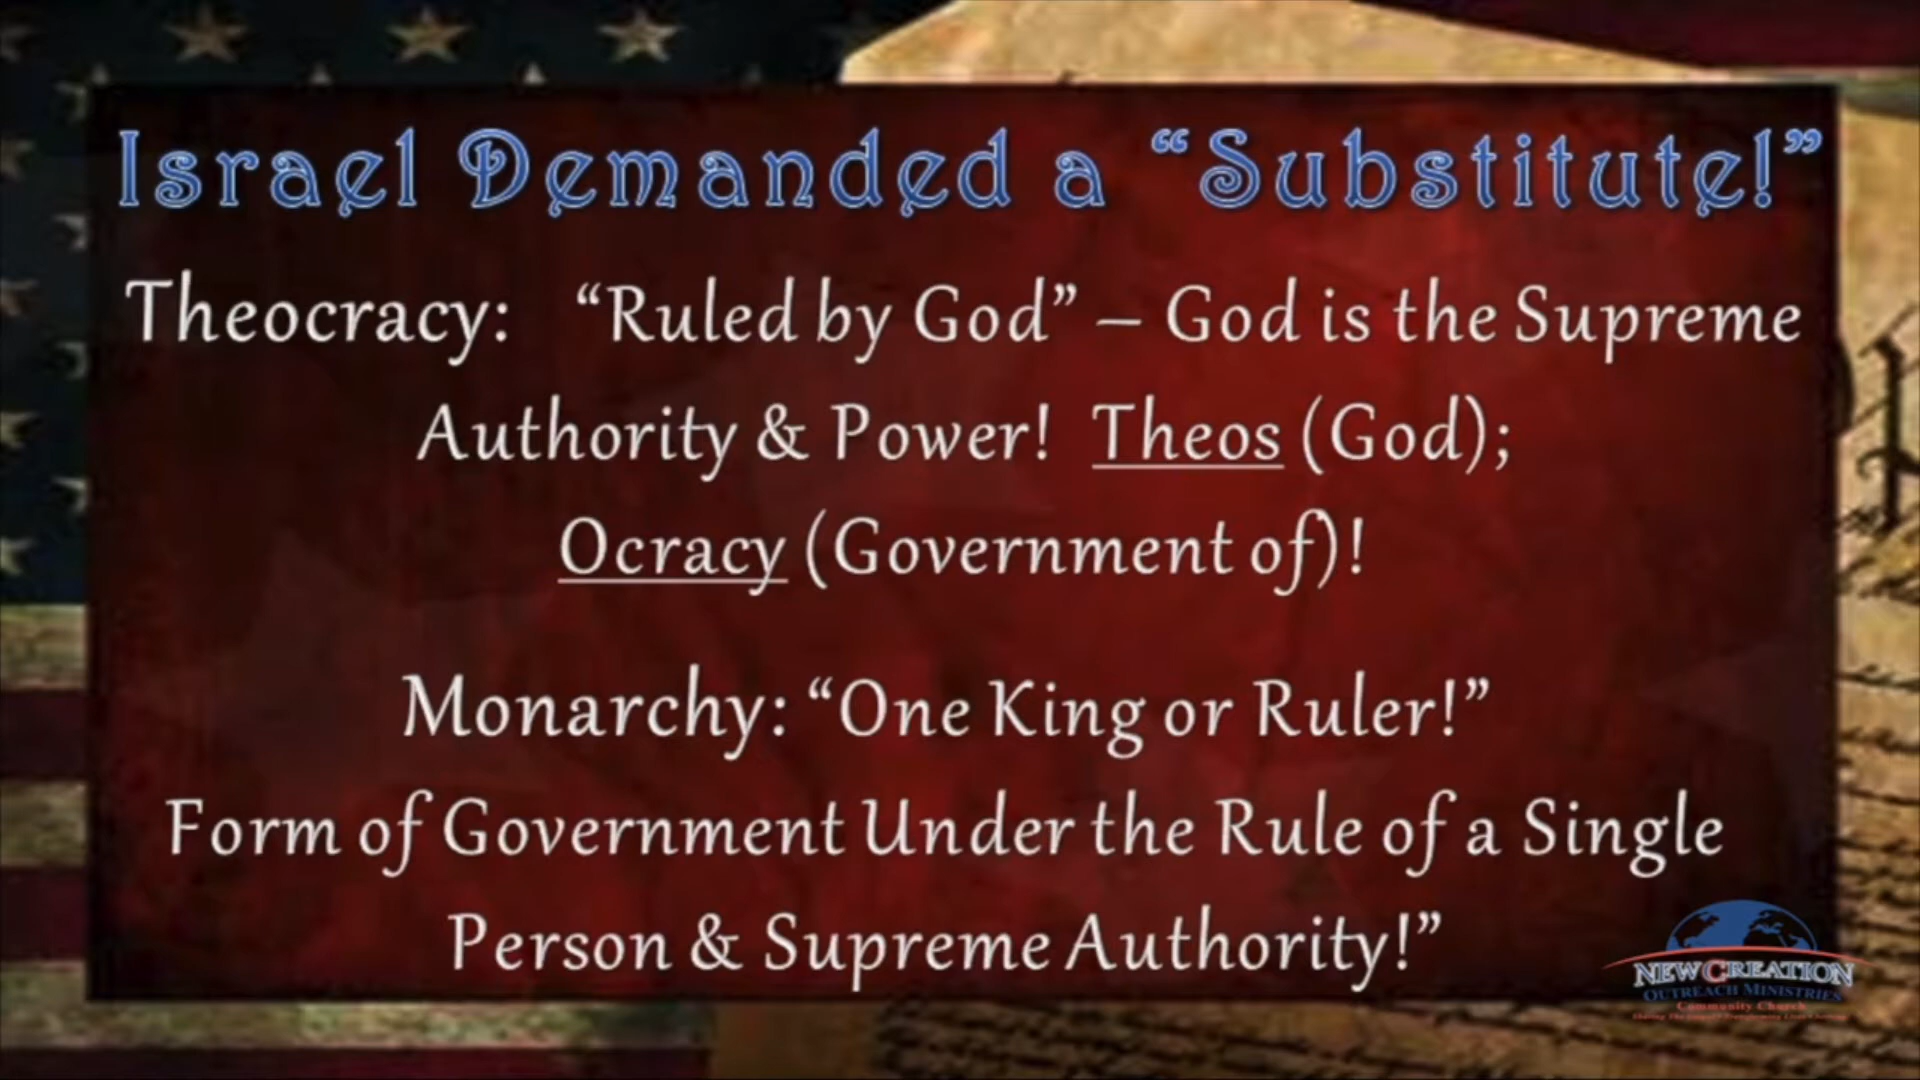 Israel Demanded a “Substitute!”
Theocracy: “Ruled by God” – God is the Supreme
Authority & Power! Theos (God);
Ocracy (Government of)!
Monarchy: “One King or Ruler!”
Form of Government Under the Rule of a Single
Person & Supreme Authority!”
NEW CREATION
OUTREACH MINISTRIES
Community Church